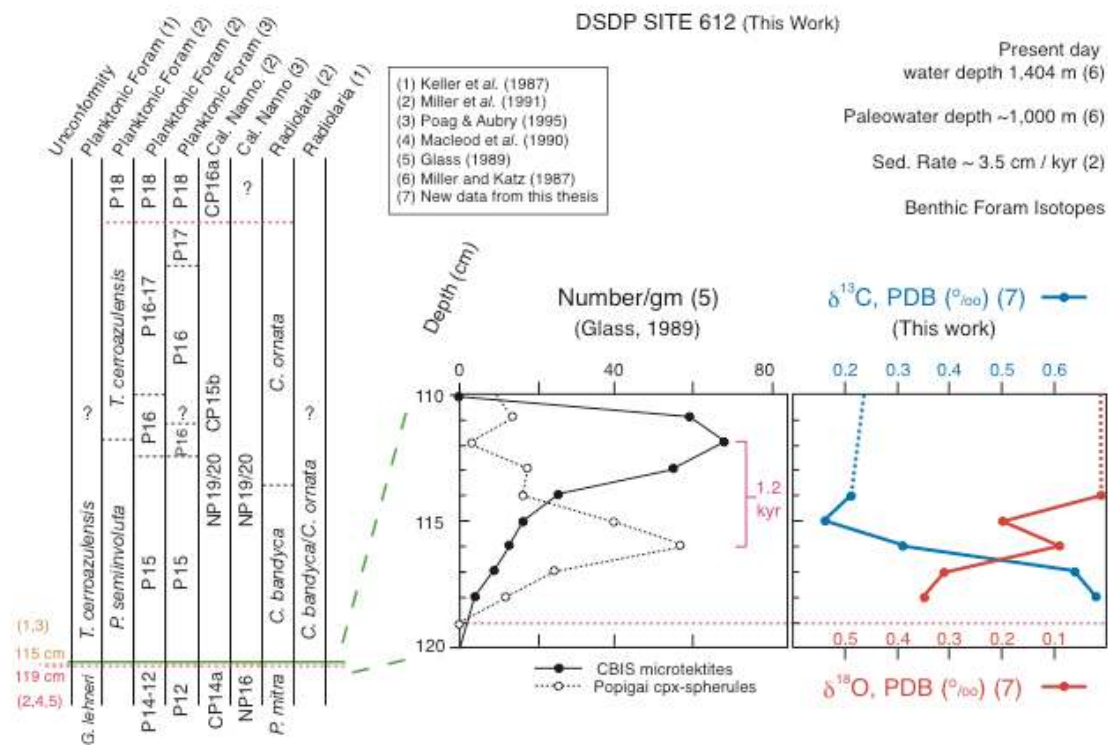 DSDP SITE 612 (This Work)
Present day
water depth 1,404 m (6)
Paleowater depth ~1,000 m (6)
Sed. Rate ~ 3.5 cm / kyr (2)
Benthic Foram Isotopes
(1) Keller et al. (1987)
(2) Miller et al. (1991)
(3) Poag & Aubry (1995)
(4) Macleod et al. (1990)
(5) Glass (1989)
(6) Miller and Katz (1987)
(7) New data from this thesis
Unconformity
Planktonic Foram (1)
Planktonic Foram (2)
Planktonic Foram (2)
Planktonic Foram (3)
Cal. Nanno. (2)
Cal. Nanno (3)
Radiolaria (2)
Radiolaria (1)
P18 P18 P18 CP16a ?
P17
T. cerroazulensis P16-17 P16 C. ornata
? P16 -?- CP15b ?
P16
NP19/20 NP19/20
T. cerroazulensis P. semiinvoluta P15 P15 C. bandyca C. bandyca/C. ornata
(1,3)
115 cm
119 cm
(2,4,5)
G. lehneri P14-12 P12 CP14a NP16 P. mitra
Depth (cm)
Number/gm (5)
(Glass, 1989)
0 40 80
110
115
120
1.2
kyr
CBIS microtektites
Popigai cpx-spherules
δ13C, PDB (o/oo) (7)
(This work)
0.2 0.3 0.4 0.5 0.6
0.5 0.4 0.3 0.2 0.1
δ18O, PDB (o/oo) (7)